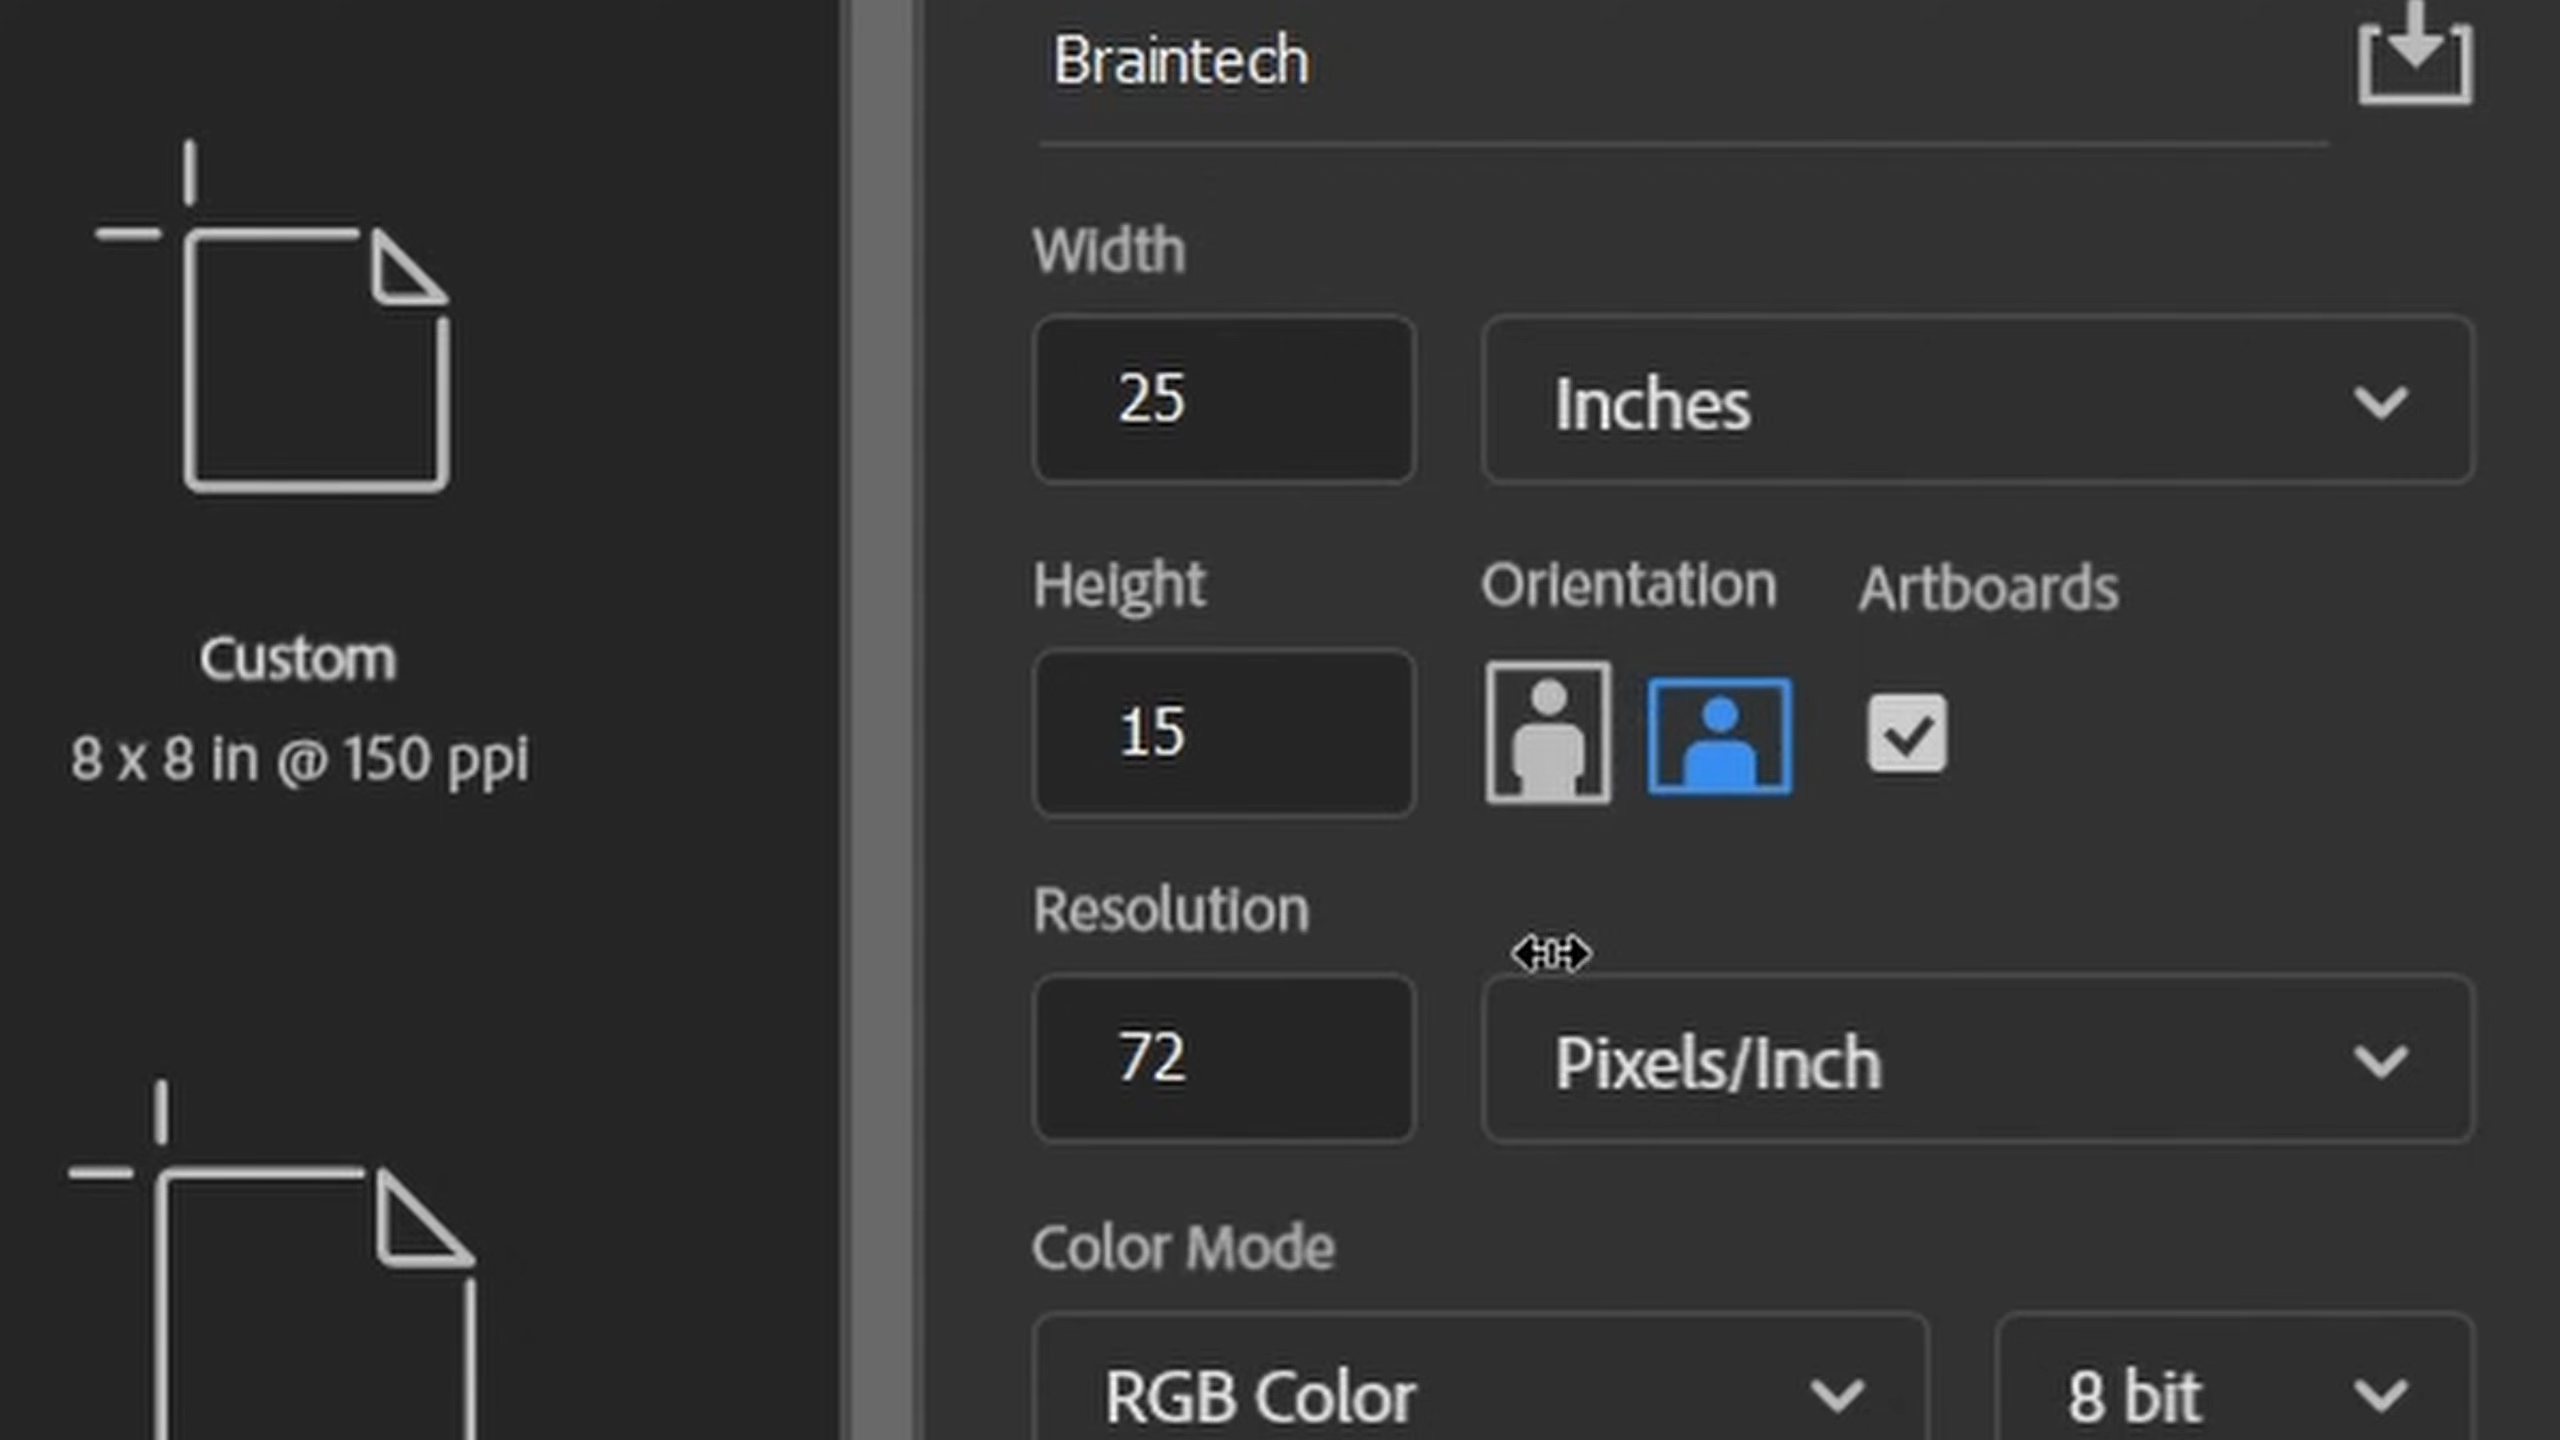 Braintech
Width
25
Inches
Height
Orientation
Artboards
15
Custom
8 x 8 in @ 150 ppi
Resolution
72
Pixels/Inch
Color Mode
RGB Color
8 bit